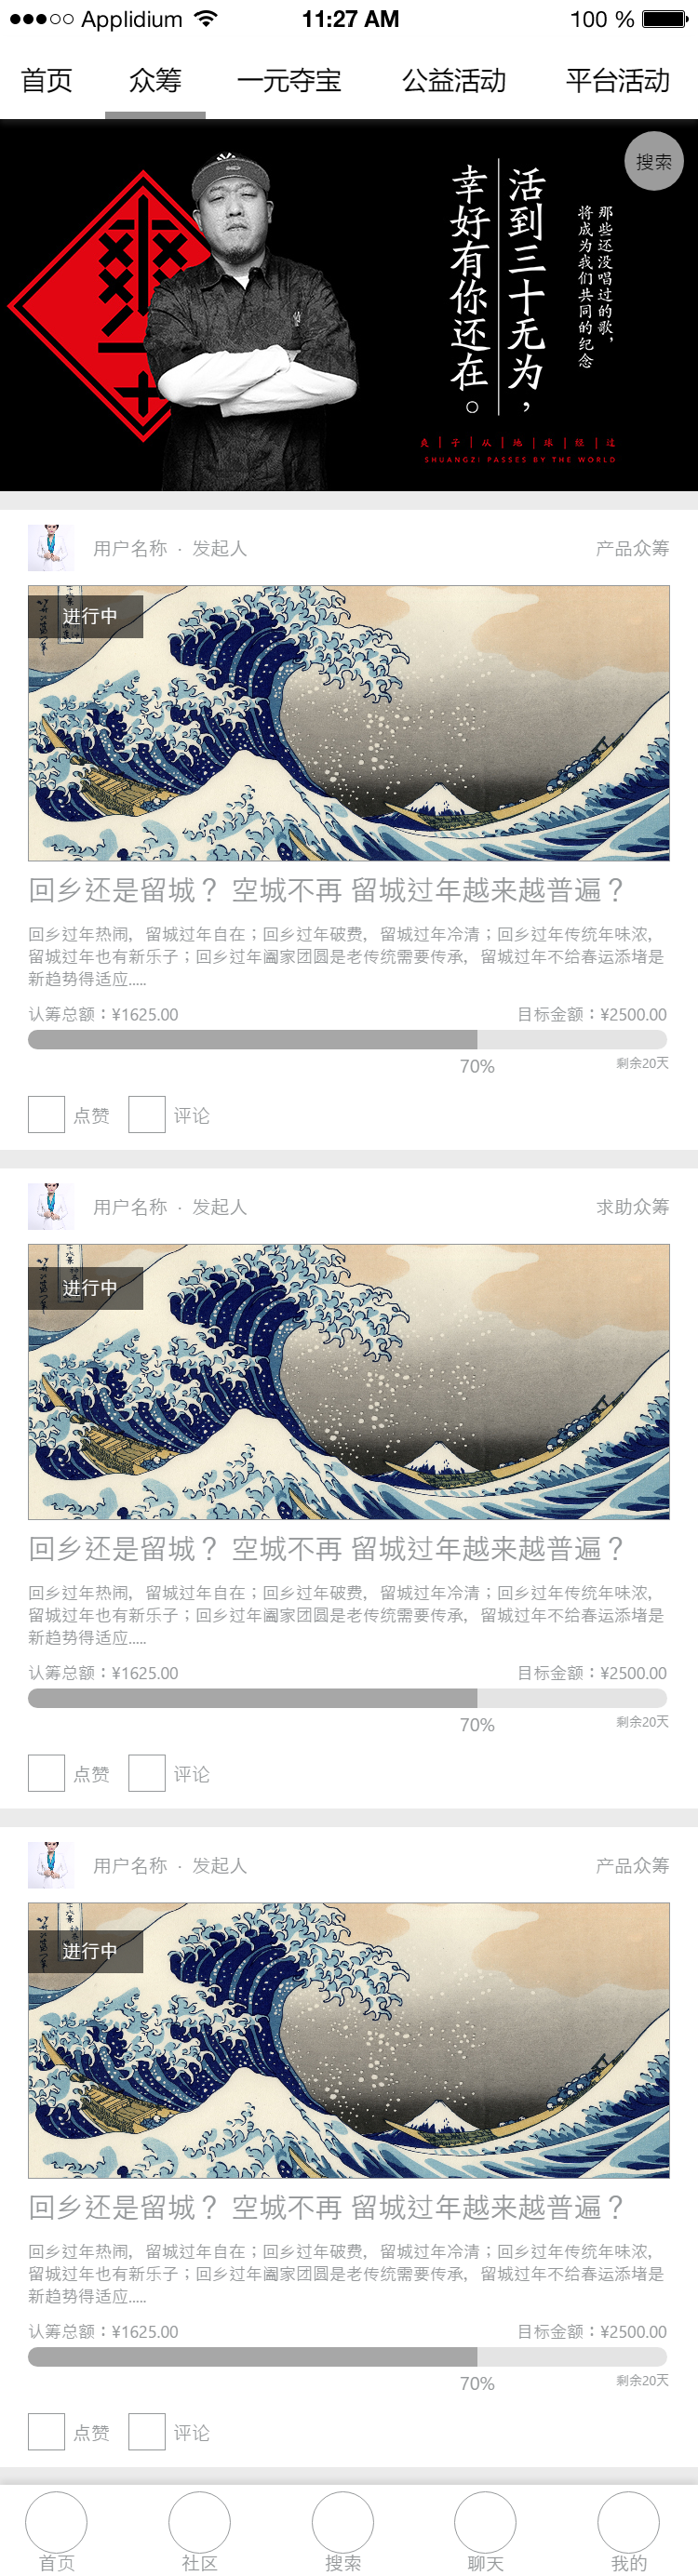 Applidium 11:27 AM 100 %
首页 众筹 一元夺宝 公益活动 平台活动
搜索
那些还没唱过的歌，
将成为我们共同的纪念
活到三十无为，
幸好有你还在。
爽 | 子 | 从 | 地 | 球 | 经 | 过
SHUANGZI PASSES BY THE WORLD
用户名称 · 发起人 产品众筹
进行中
回乡还是留城？ 空城不再 留城过年越来越普遍？
回乡过年热闹，留城过年自在；回乡过年破费，留城过年冷清；回乡过年传统年味浓，
留城过年也有新乐子；回乡过年阖家团圆是老传统需要传承，留城过年不给春运添堵是
新趋势得适应.....
认筹总额：¥1625.00 目标金额：¥2500.00
70% 剩余20天
点赞 评论
用户名称 · 发起人 求助众筹
进行中
回乡还是留城？ 空城不再 留城过年越来越普遍？
回乡过年热闹，留城过年自在；回乡过年破费，留城过年冷清；回乡过年传统年味浓，
留城过年也有新乐子；回乡过年阖家团圆是老传统需要传承，留城过年不给春运添堵是
新趋势得适应.....
认筹总额：¥1625.00 目标金额：¥2500.00
70% 剩余20天
点赞 评论
用户名称 · 发起人 产品众筹
进行中
回乡还是留城？ 空城不再 留城过年越来越普遍？
回乡过年热闹，留城过年自在；回乡过年破费，留城过年冷清；回乡过年传统年味浓，
留城过年也有新乐子；回乡过年阖家团圆是老传统需要传承，留城过年不给春运添堵是
新趋势得适应.....
认筹总额：¥1625.00 目标金额：¥2500.00
70% 剩余20天
点赞 评论
首页 社区 搜索 聊天 我的